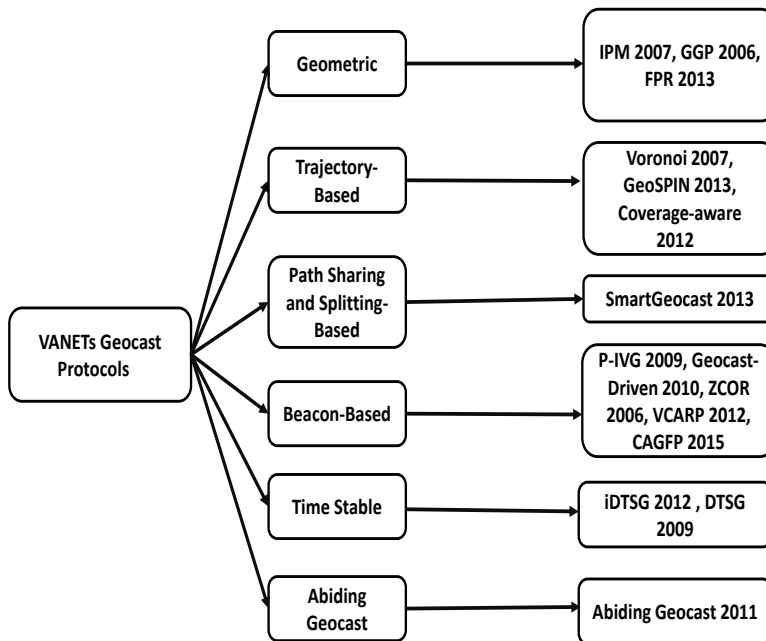 VANETs Geocast
Protocols
Geometric
IPM 2007, GGP 2006,
FPR 2013
Trajectory-
Based
Voronoi 2007,
GeoSPIN 2013,
Coverage-aware
2012
Path Sharing
and Splitting-
Based
SmartGeocast 2013
Beacon-Based
P-IVG 2009, Geocast-
Driven 2010, ZCOR
2006, VCARP 2012,
CAGFP 2015
Time Stable
iDTSG 2012 , DTSG
2009
Abiding
Geocast
Abiding Geocast 2011